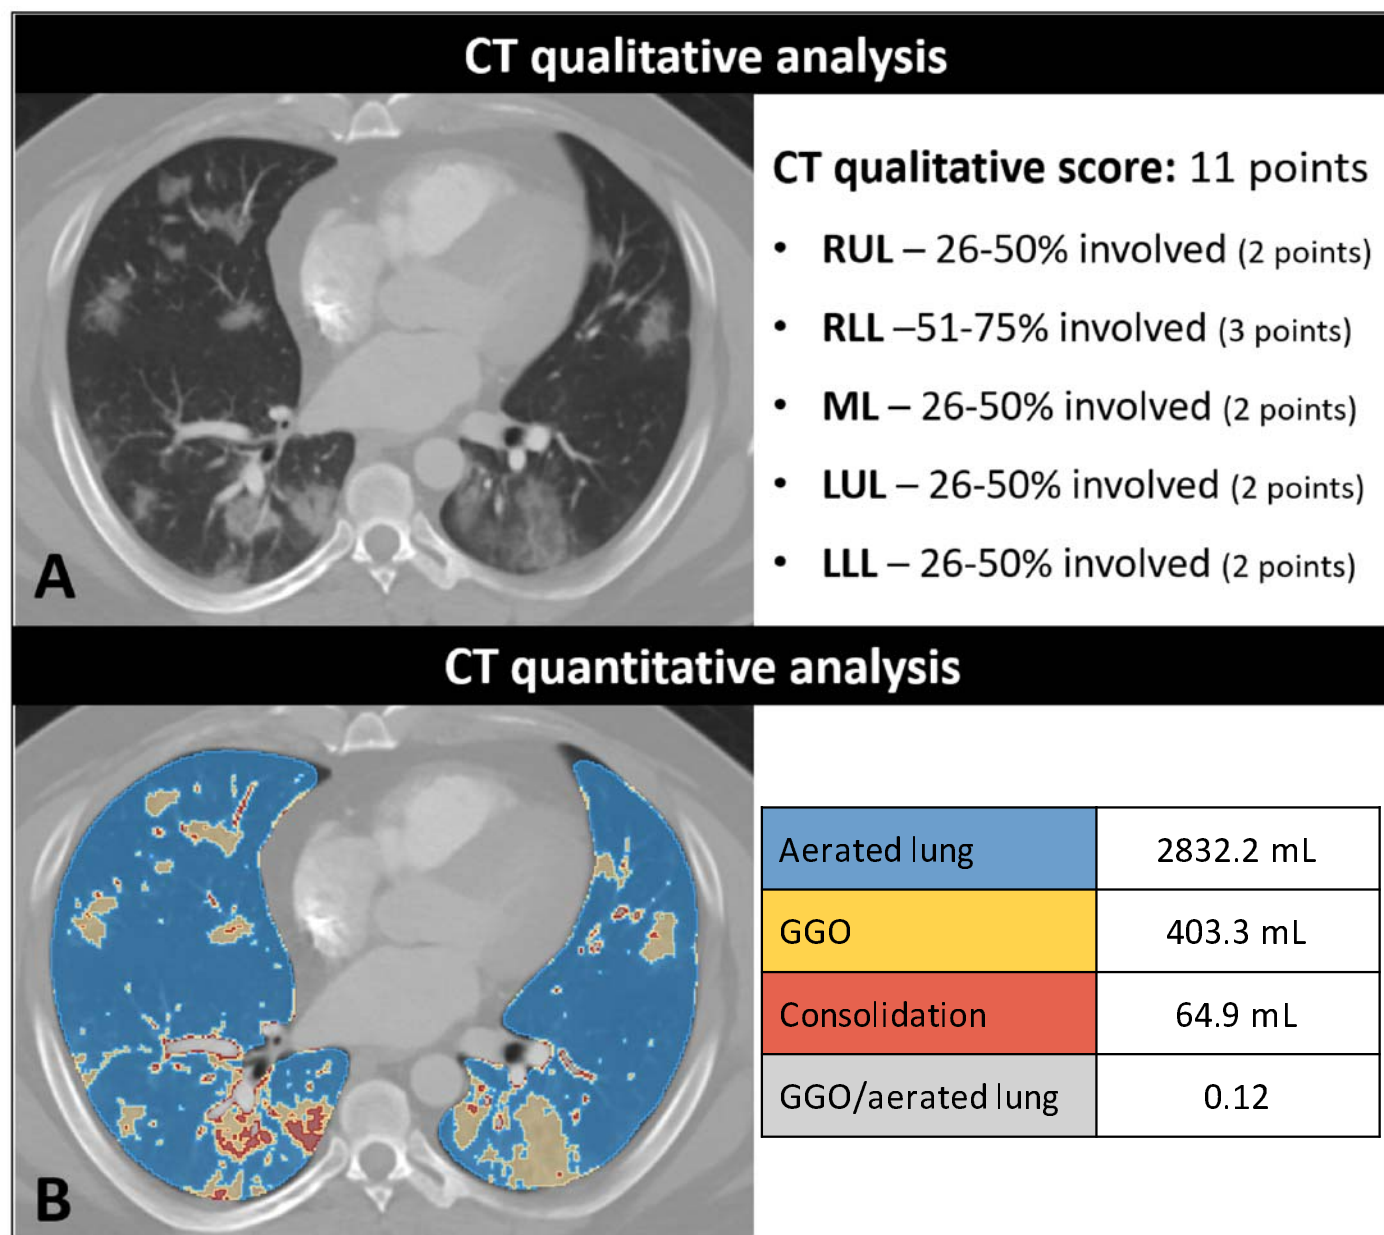 CT qualitative analysis
CT qualitative score: 11 points
• RUL – 26-50% involved (2 points)
• RLL –51-75% involved (3 points)
• ML – 26-50% involved (2 points)
• LUL – 26-50% involved (2 points)
• LLL – 26-50% involved (2 points)
A
CT quantitative analysis
Aerated lung 2832.2 mL
GGO 403.3 mL
Consolidation 64.9 mL
GGO/aerated lung 0.12
B